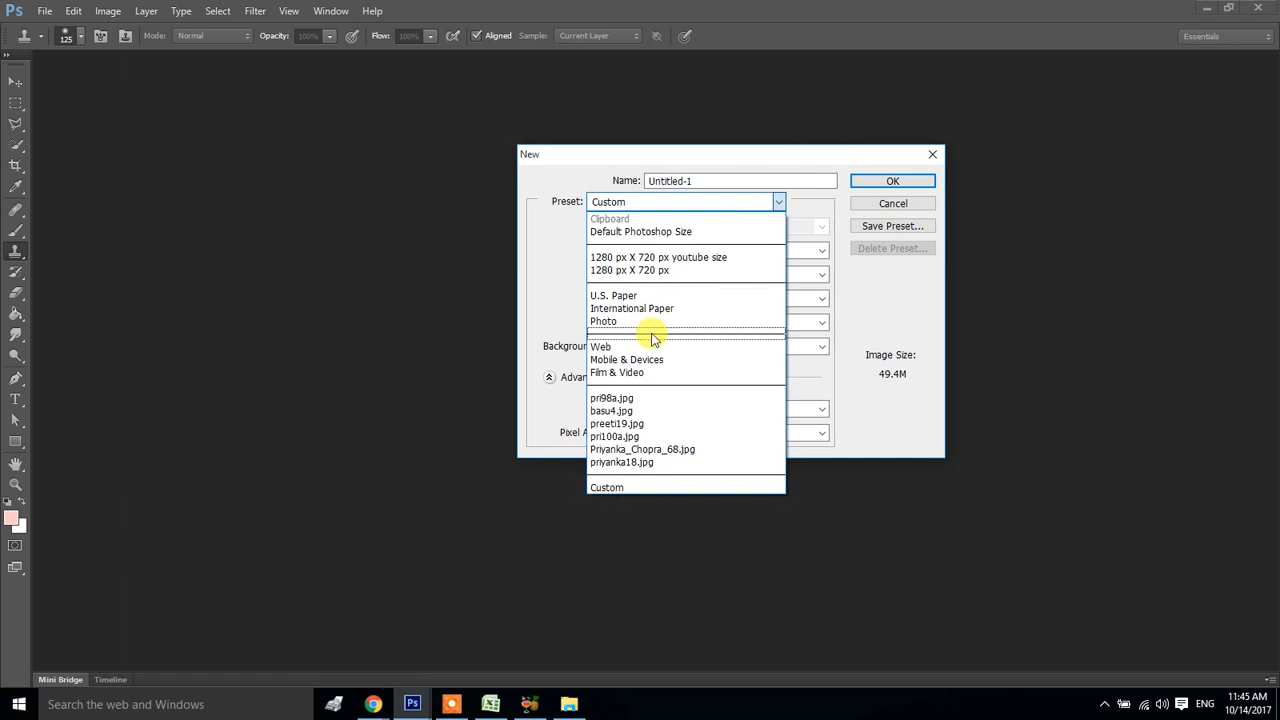 Ps File Edit Image Layer Type Select Filter View Window Help
125 Mode: Normal Opacity: 100% Flow: 100% Aligned Sample: Current Layer Essentials
New
Name: Untitled-1 OK
Preset: Custom Cancel
Clipboard
Save Preset...
Default Photoshop Size
Delete Preset...
1280 px X 720 px youtube size
1280 px X 720 px
U.S. Paper
International Paper
Photo
Backgroun Web
Image Size:
Mobile & Devices
Film & Video 49.4M
Advan
pri98a.jpg
basu4.jpg
preeti19.jpg
Pixel A pri100a.jpg
Priyanka_Chopra_68.jpg
priyanka18.jpg
Custom
Mini Bridge Timeline
Search the web and Windows Ps ENG 11:45 AM
10/14/2017